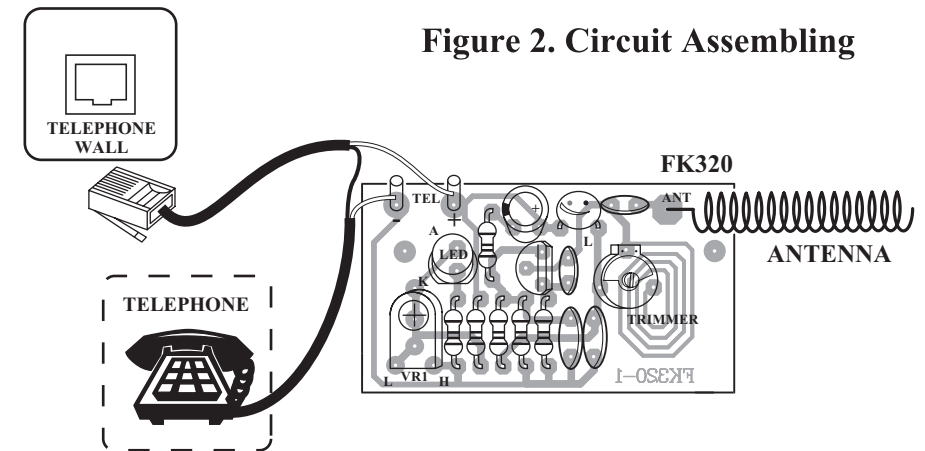 Figure 2. Circuit Assembling
TELEPHONE
WALL
FK320
TEL
ANT
-
+
A
L
LED
ANTENNA
K
TELEPHONE
TRIMMER
L
VR1
H
FK320-1